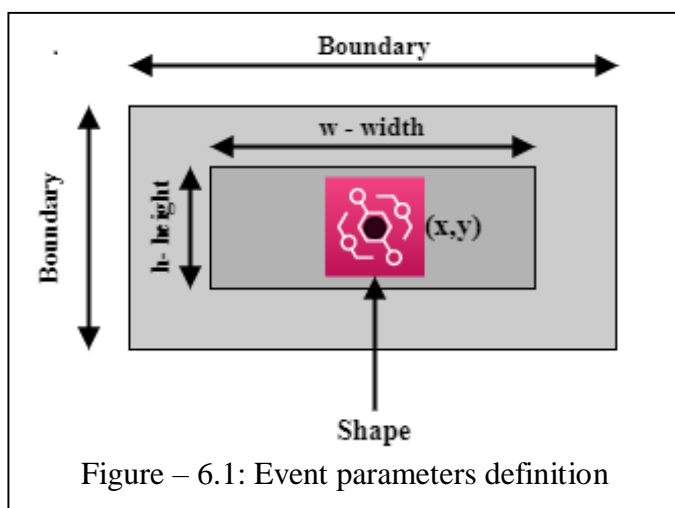 Boundary
w - width
Boundary
h- height
(x,y)
Shape
Figure – 6.1: Event parameters definition